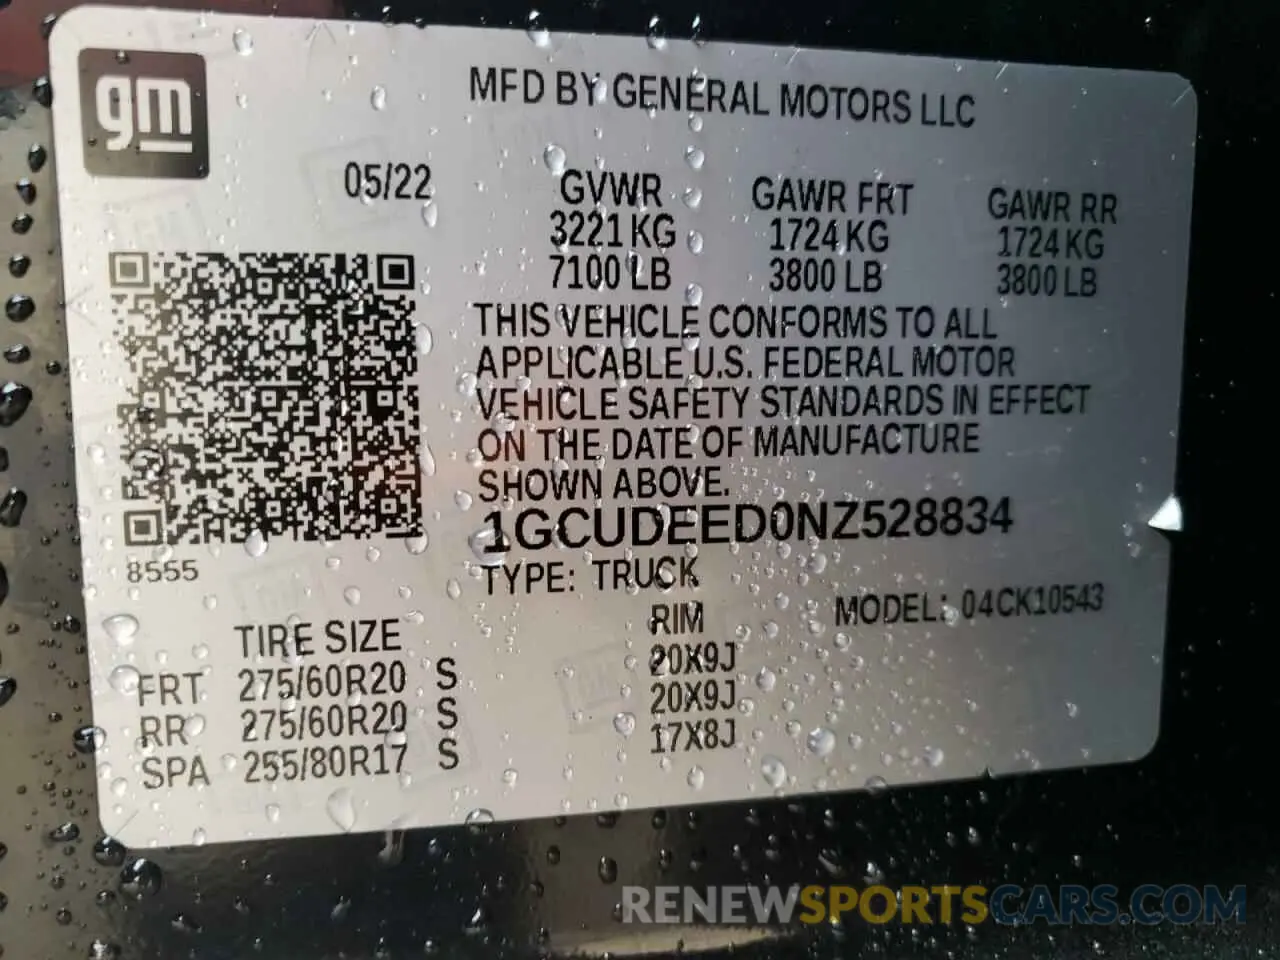 gm
MFD BY GENERAL MOTORS LLC
05/22
GVWR GAWR FRT GAWR RR
3221 KG 1724 KG 1724 KG
7100 LB 3800 LB 3800 LB
THIS VEHICLE CONFORMS TO ALL
APPLICABLE U.S. FEDERAL MOTOR
VEHICLE SAFETY STANDARDS IN EFFECT
ON THE DATE OF MANUFACTURE
SHOWN ABOVE.
1GCUDEED0NZ528834
8555
TYPE: TRUCK
MODEL: 04CK10543
TIRE SIZE RIM
FRT 275/60R20 S 20X9J
RR 275/60R20 S 20X9J
SPA 255/80R17 S 17X8J
RENEWSPORTSCARS.COM